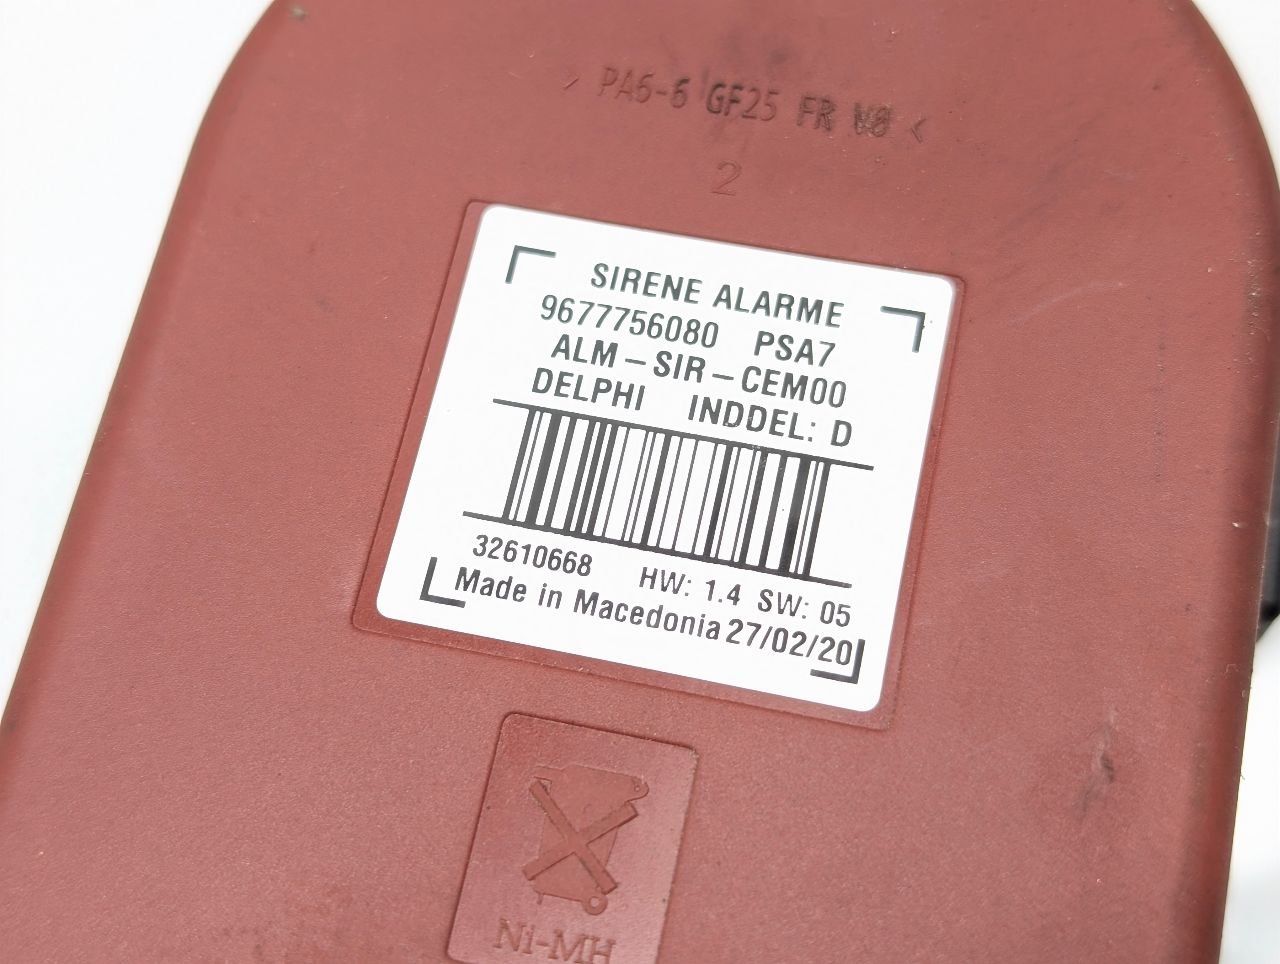 > PA6-6 GF25 FR V0 <
2
SIRENE ALARME
9677756080 PSA7
ALM-SIR-CEM00
DELPHI INDDEL: D
32610668 HW: 1.4 SW: 05
Made in Macedonia 27/02/20
Ni-MH